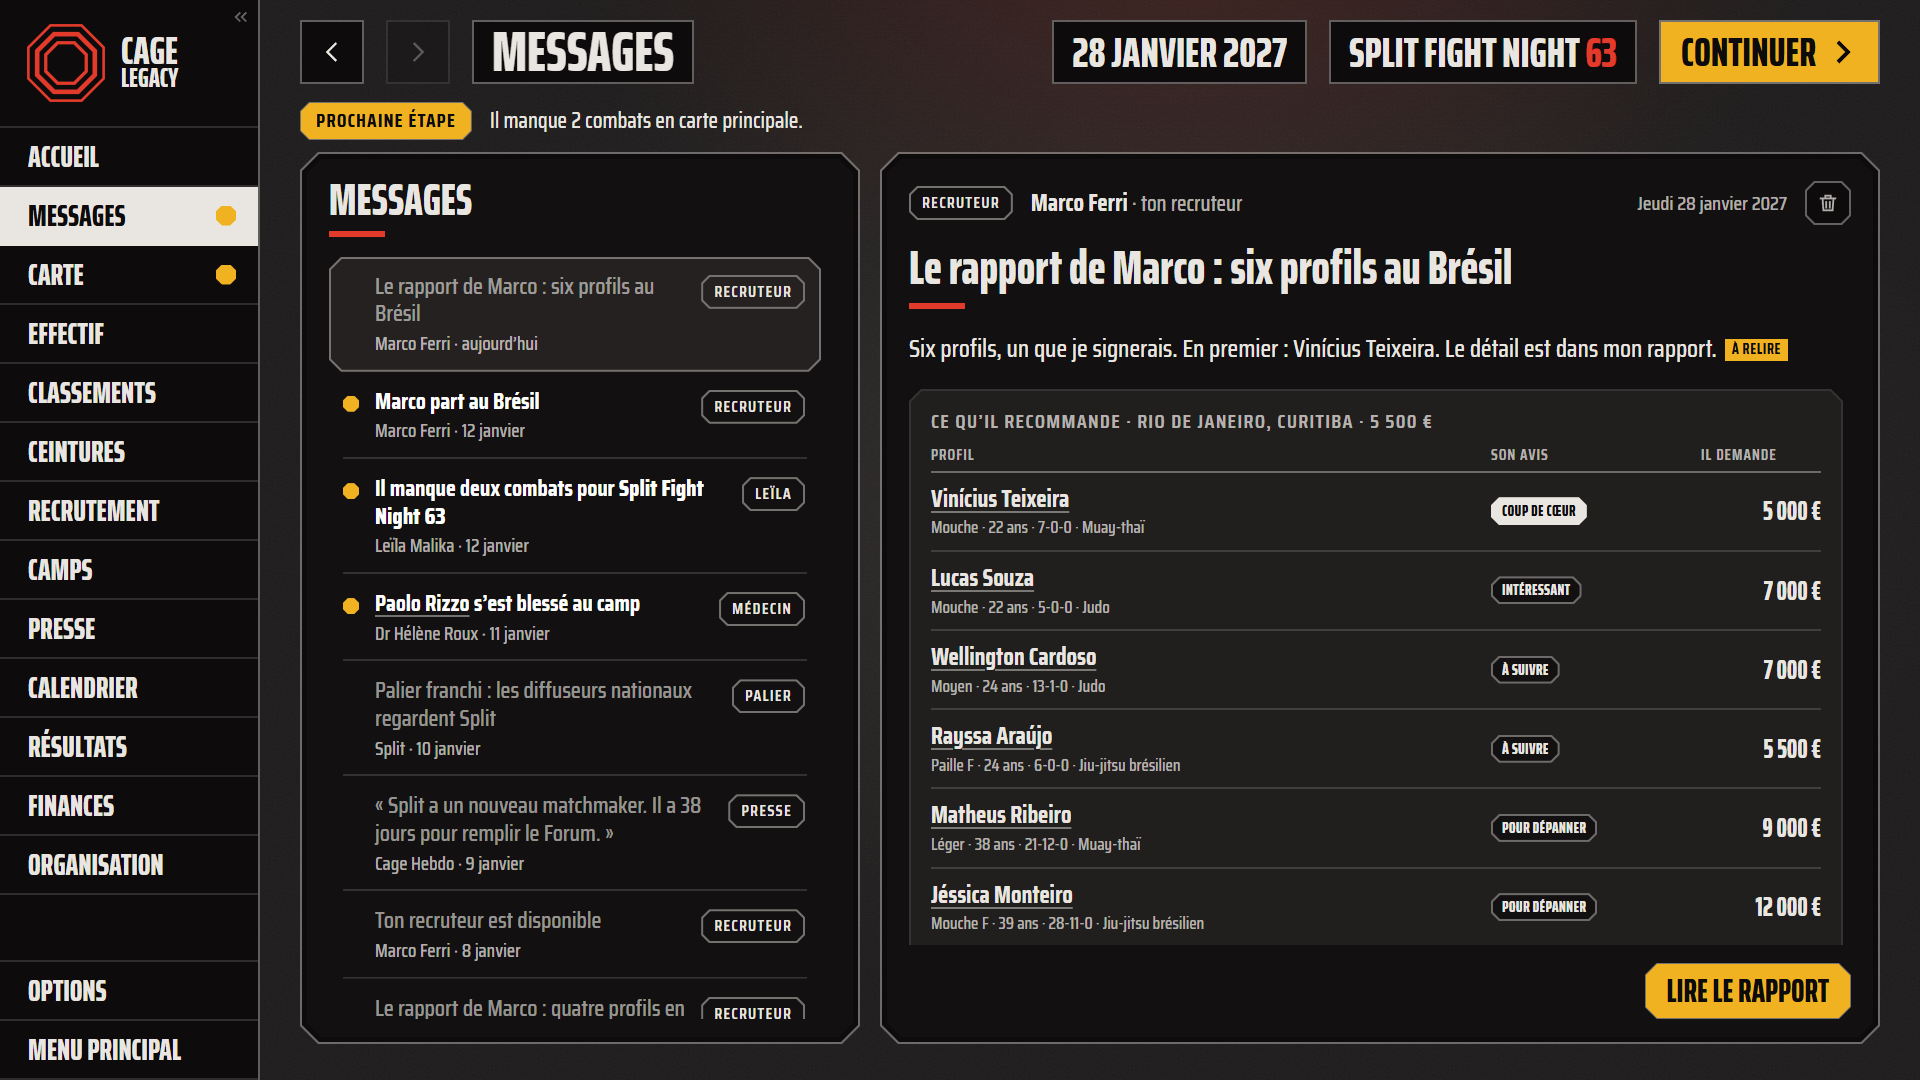 CAGE
LEGACY
ACCUEIL
MESSAGES
CARTE
EFFECTIF
CLASSEMENTS
CEINTURES
RECRUTEMENT
CAMPS
PRESSE
CALENDRIER
RÉSULTATS
FINANCES
ORGANISATION
OPTIONS
MENU PRINCIPAL
MESSAGES
28 JANVIER 2027
SPLIT FIGHT NIGHT 63
CONTINUER
PROCHAINE ÉTAPE
Il manque 2 combats en carte principale.
MESSAGES
Le rapport de Marco : six profils au
Brésil
RECRUTEUR
Marco Ferri · aujourd’hui
Marco part au Brésil
RECRUTEUR
Marco Ferri · 12 janvier
Il manque deux combats pour Split Fight
Night 63
LEÏLA
Leïla Malika · 12 janvier
Paolo Rizzo s’est blessé au camp
MÉDECIN
Dr Hélène Roux · 11 janvier
Palier franchi : les diffuseurs nationaux
regardent Split
PALIER
Split · 10 janvier
« Split a un nouveau matchmaker. Il a 38
jours pour remplir le Forum. »
PRESSE
Cage Hebdo · 9 janvier
Ton recruteur est disponible
RECRUTEUR
Marco Ferri · 8 janvier
Le rapport de Marco : quatre profils en
RECRUTEUR
RECRUTEUR
Marco Ferri · ton recruteur
Jeudi 28 janvier 2027
Le rapport de Marco : six profils au Brésil
Six profils, un que je signerais. En premier : Vinícius Teixeira. Le détail est dans mon rapport. À RELIRE
CE QU’IL RECOMMANDE · RIO DE JANEIRO, CURITIBA · 5 500 €
PROFIL SON AVIS IL DEMANDE
Vinícius Teixeira
Mouche · 22 ans · 7-0-0 · Muay-thaï
COUP DE CŒUR
5 000 €
Lucas Souza
Mouche · 22 ans · 5-0-0 · Judo
INTÉRESSANT
7 000 €
Wellington Cardoso
Moyen · 24 ans · 13-1-0 · Judo
À SUIVRE
7 000 €
Rayssa Araújo
Paille F · 24 ans · 6-0-0 · Jiu-jitsu brésilien
À SUIVRE
5 500 €
Matheus Ribeiro
Léger · 38 ans · 21-12-0 · Muay-thaï
POUR DÉPANNER
9 000 €
Jéssica Monteiro
Mouche F · 39 ans · 28-11-0 · Jiu-jitsu brésilien
POUR DÉPANNER
12 000 €
LIRE LE RAPPORT